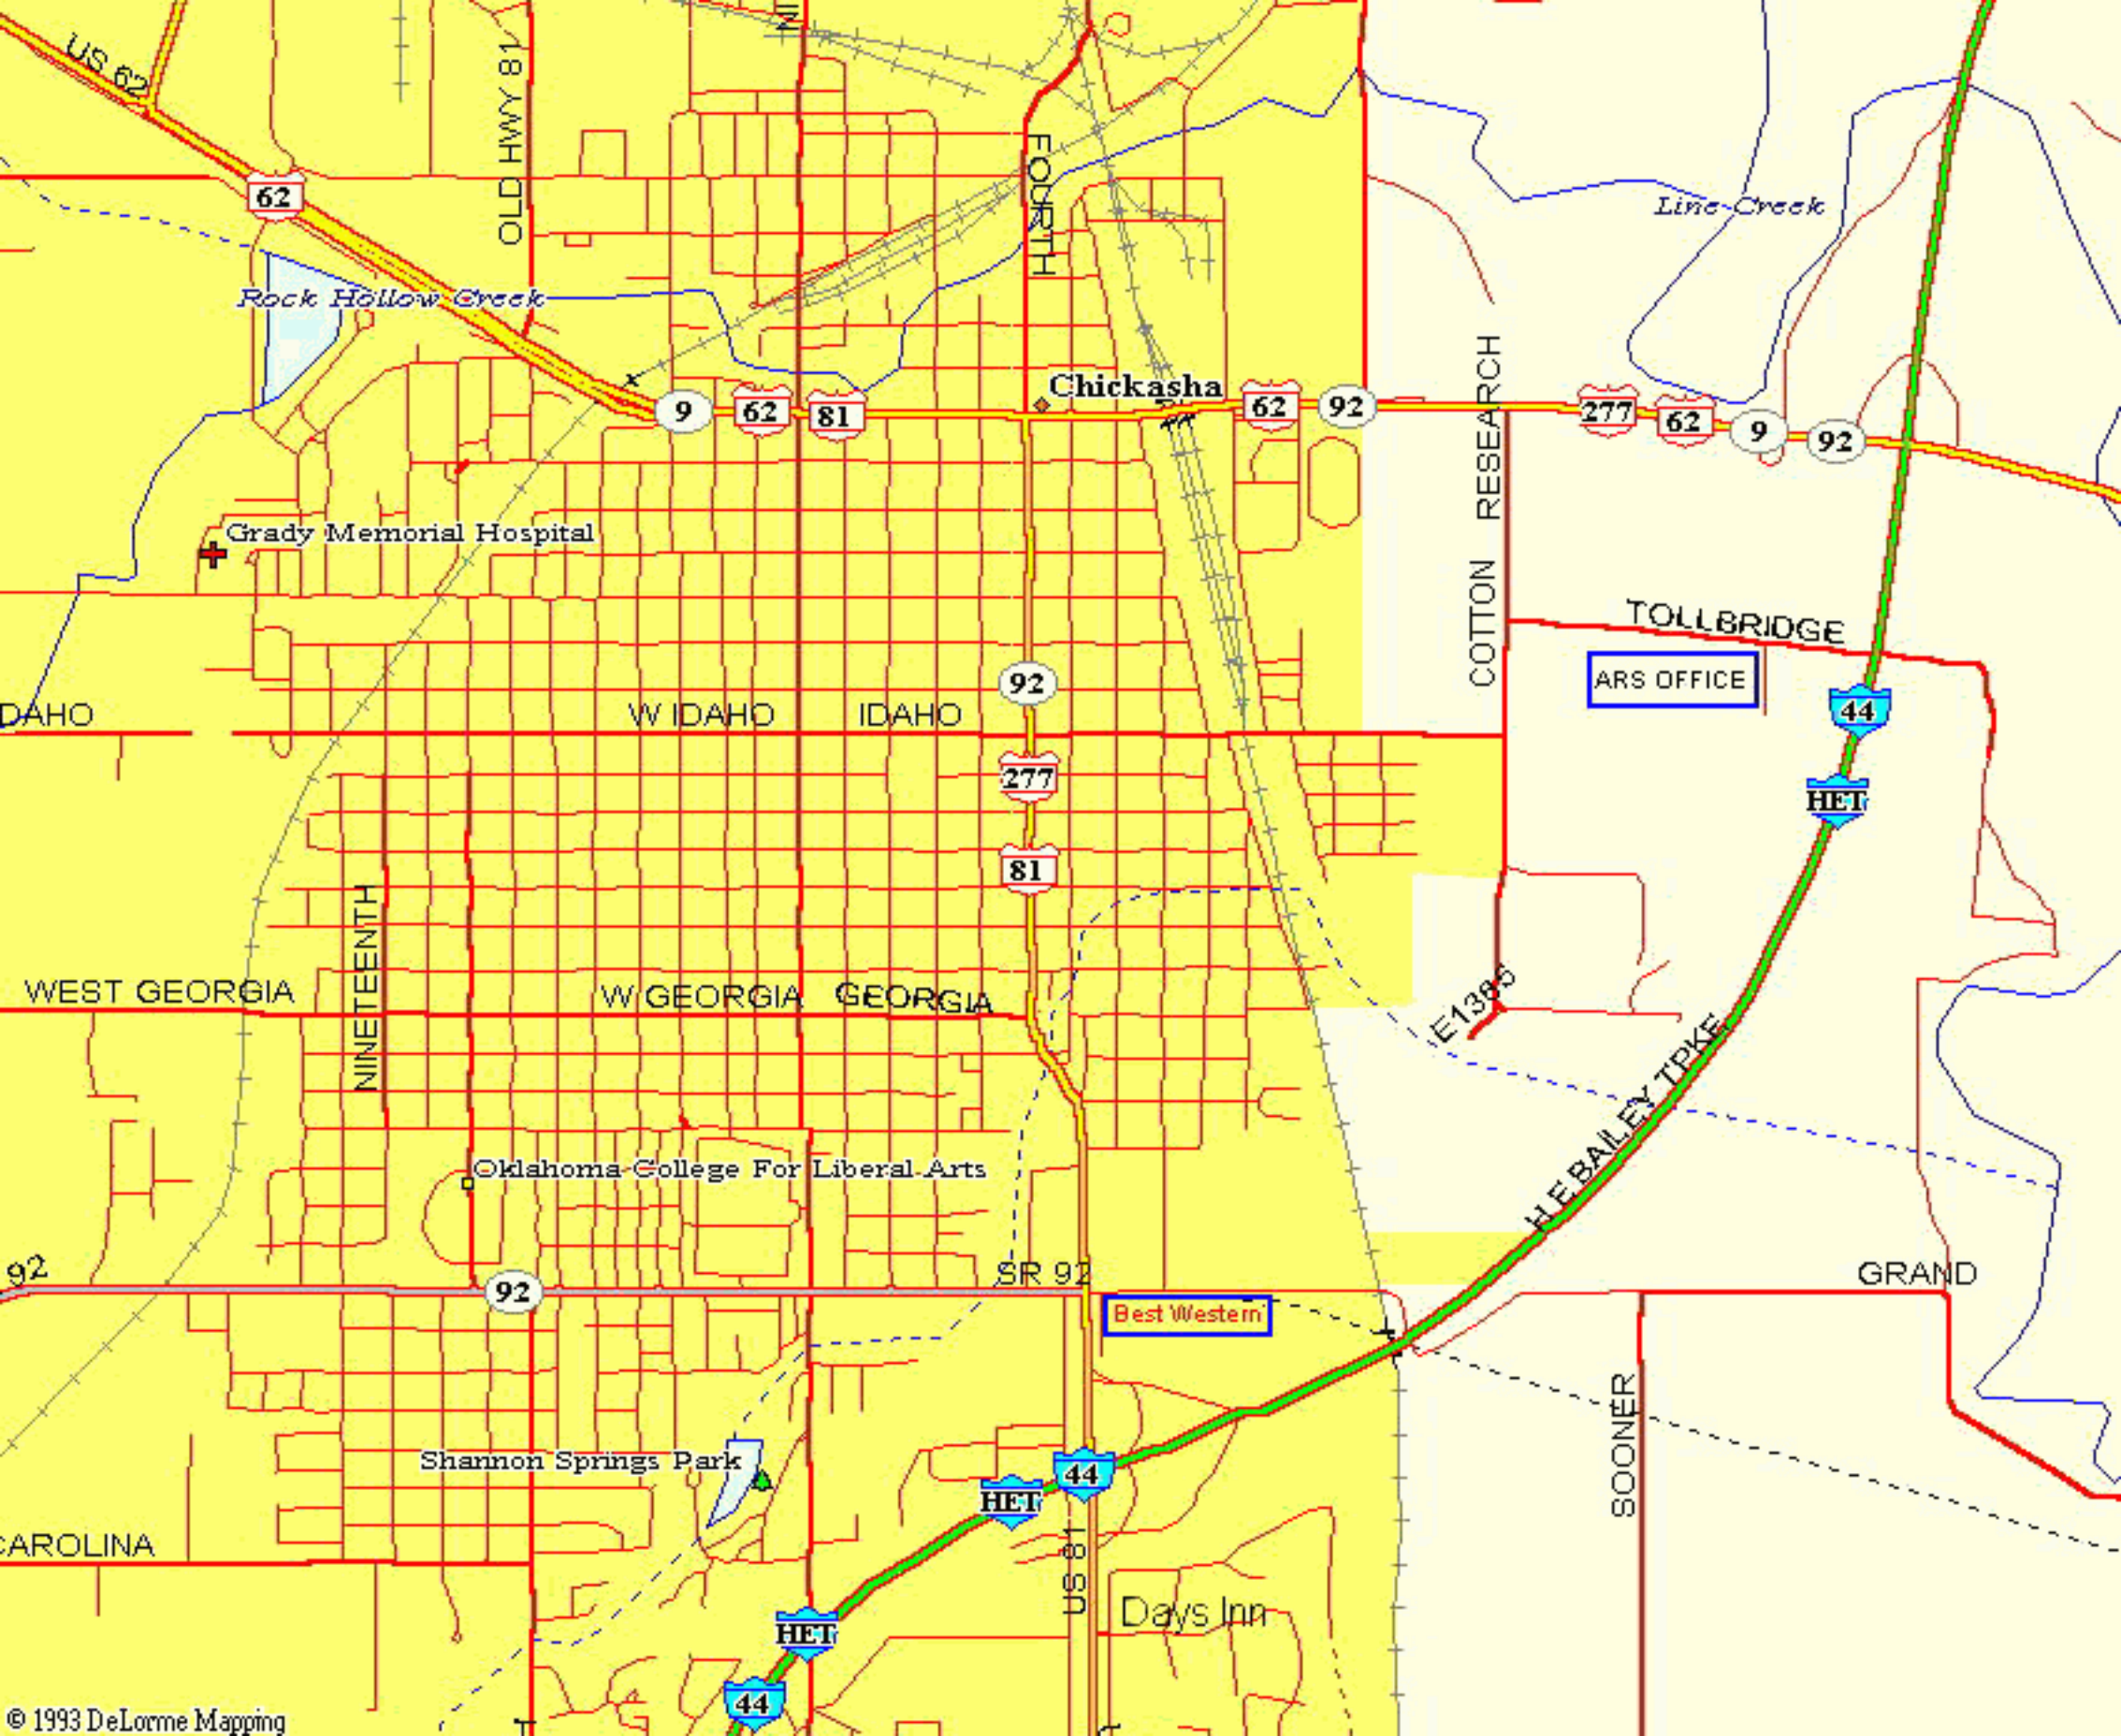 US 62
OLD HWY 81
62
FOURTH
Line Creek
Rock Hollow Creek
Chickasha
9
62
81
62
92
277
62
9
92
COTTON RESEARCH
Grady Memorial Hospital
TOLLBRIDGE
ARS OFFICE
92
44
DAHO
W IDAHO
IDAHO
277
HET
81
NINETEENTH
WEST GEORGIA
W GEORGIA
GEORGIA
E1385
H E BAILEY TPKE
Oklahoma College For Liberal Arts
92
92
SR 92
GRAND
Best Western
SOONER
Shannon Springs Park
44
HET
CAROLINA
US 81
Days Inn
HET
44
© 1993 DeLorme Mapping